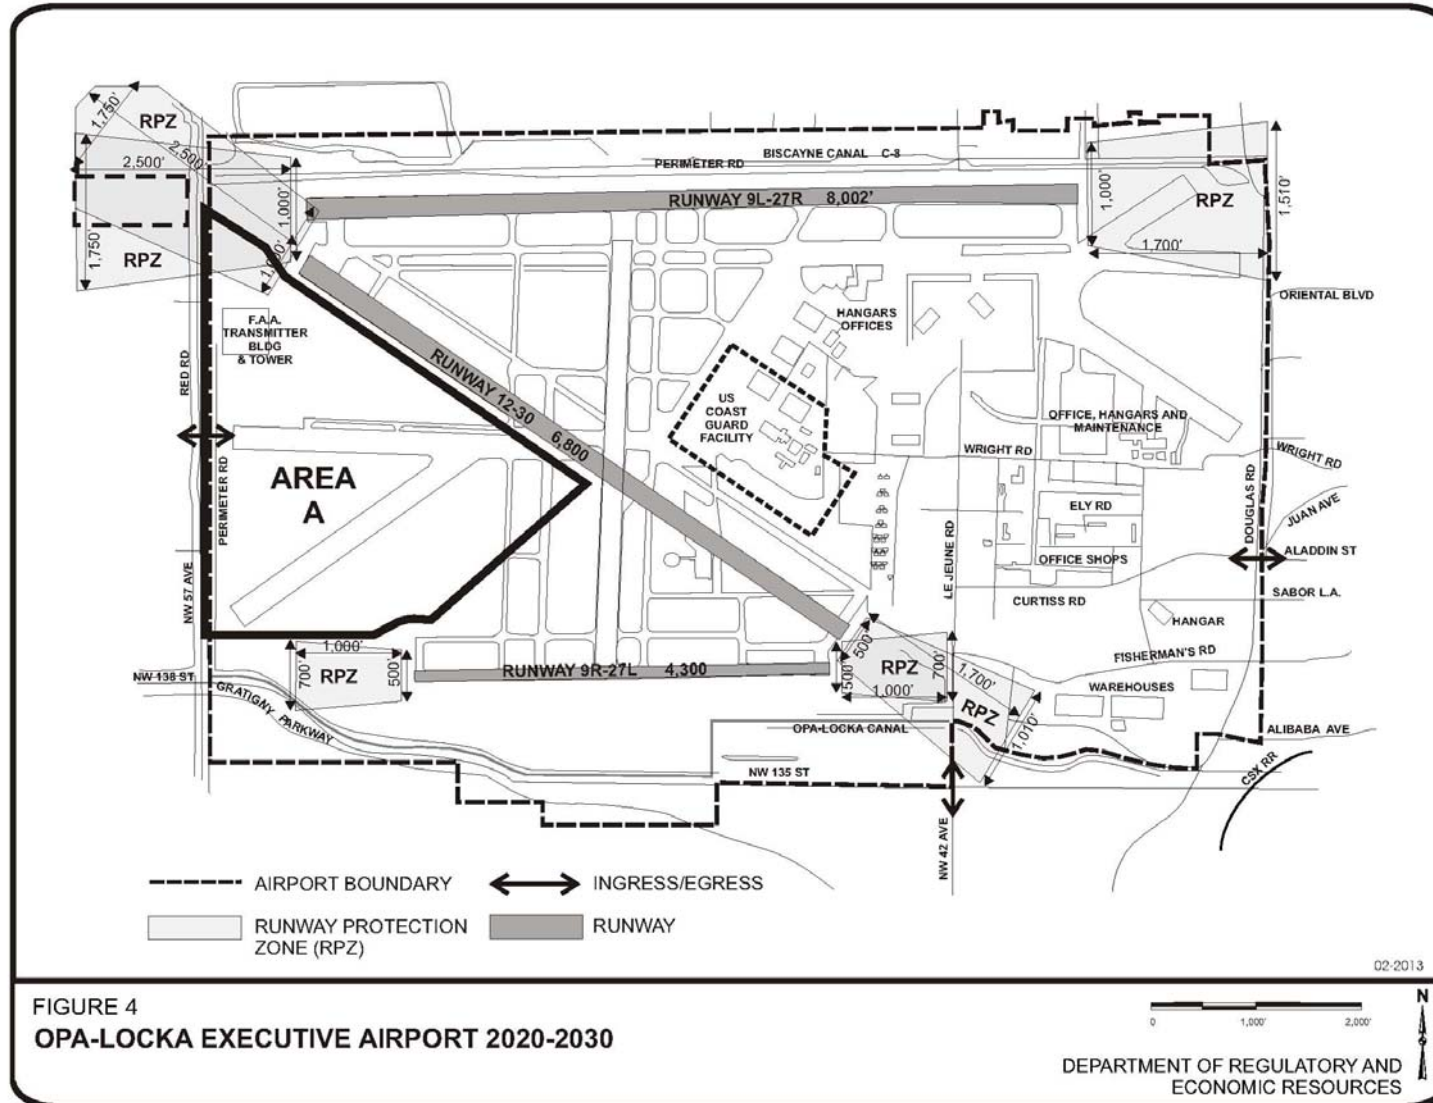 1,750'
RPZ
2,500'
2,500'
1,000'
1,750'
RPZ
1,000'
BISCAYNE CANAL C-8
PERIMETER RD
RUNWAY 9L-27R 8,002'
1,000'
RPZ
1,510'
1,700'
ORIENTAL BLVD
F.A.A.
TRANSMITTER
BLDG
& TOWER
HANGARS
OFFICES
RED RD
RUNWAY 12-30 6,800
US
COAST
GUARD
FACILITY
OFFICE, HANGARS AND
MAINTENANCE
WRIGHT RD
WRIGHT RD
AREA
A
PERIMETER RD
DOUGLAS RD
ELY RD
JUAN AVE
LE JEUNE RD
OFFICE SHOPS
ALADDIN ST
NW 57 AVE
CURTISS RD
SABOR L.A.
HANGAR
1,000'
700'
RPZ
500'
RUNWAY 9R-27L 4,300
500'
500'
RPZ
700'
1,000'
1,700'
RPZ
1,010'
FISHERMAN'S RD
WAREHOUSES
NW 138 ST
GRATIGNY PARKWAY
OPA-LOCKA CANAL
ALIBABA AVE
NW 135 ST
CSX RR
NW 42 AVE
AIRPORT BOUNDARY
INGRESS/EGRESS
RUNWAY PROTECTION
ZONE (RPZ)
RUNWAY
02-2013
FIGURE 4
OPA-LOCKA EXECUTIVE AIRPORT 2020-2030
N
0 1,000' 2,000'
DEPARTMENT OF REGULATORY AND
ECONOMIC RESOURCES